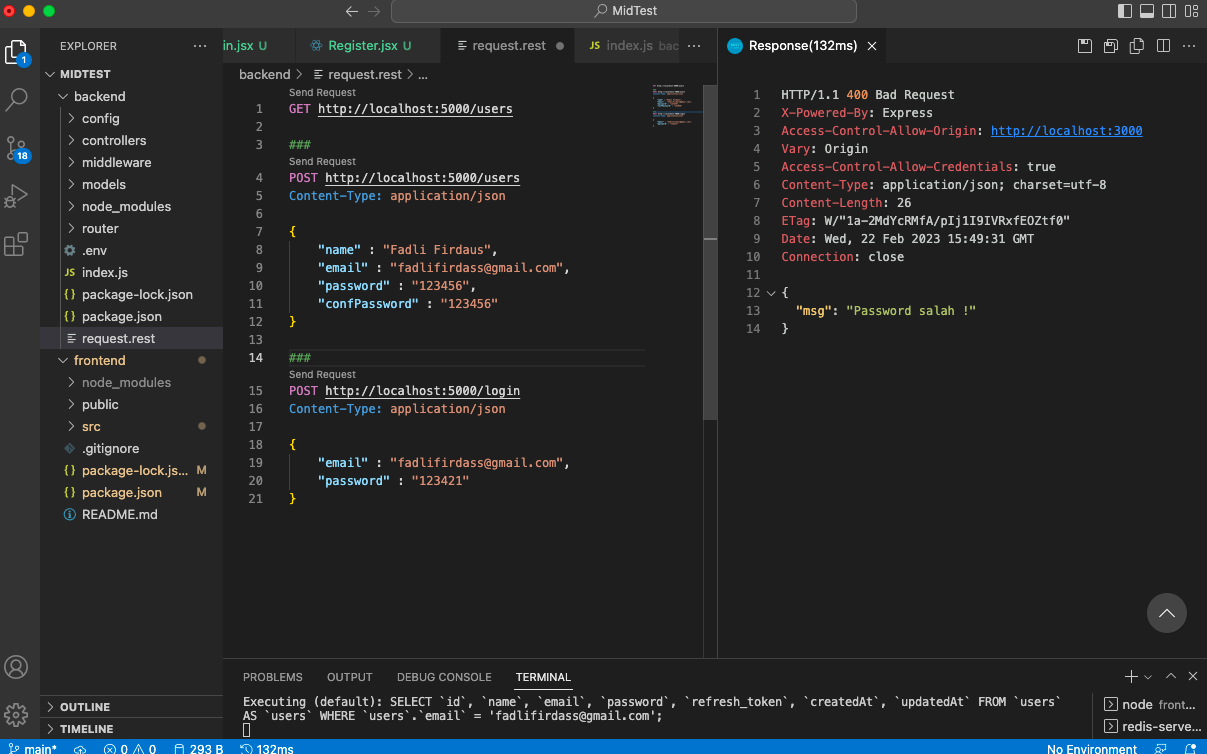 MidTest
EXPLORER
MIDTEST
backend
config
controllers
middleware
models
node_modules
router
.env
JS index.js
{} package-lock.json
{} package.json
request.rest
frontend
node_modules
public
src
.gitignore
{} package-lock.js... M
{} package.json M
README.md
OUTLINE
TIMELINE
1
18
in.jsx U
Register.jsx U
request.rest
JS index.js bac
backend > request.rest > ...
Send Request
1 GET http://localhost:5000/users
2
3 ###
Send Request
4 POST http://localhost:5000/users
5 Content-Type: application/json
6
7 {
8 "name" : "Fadli Firdaus",
9 "email" : "fadlifirdass@gmail.com",
10 "password" : "123456",
11 "confPassword" : "123456"
12 }
13
14 ###
Send Request
15 POST http://localhost:5000/login
16 Content-Type: application/json
17
18 {
19 "email" : "fadlifirdass@gmail.com",
20 "password" : "123421"
21 }
Response(132ms)
1 HTTP/1.1 400 Bad Request
2 X-Powered-By: Express
3 Access-Control-Allow-Origin: http://localhost:3000
4 Vary: Origin
5 Access-Control-Allow-Credentials: true
6 Content-Type: application/json; charset=utf-8
7 Content-Length: 26
8 ETag: W/"1a-2MdYcRMfA/pIj1I9IVRxfEOZtf0"
9 Date: Wed, 22 Feb 2023 15:49:31 GMT
10 Connection: close
11
12 {
13 "msg": "Password salah !"
14 }
PROBLEMS OUTPUT DEBUG CONSOLE TERMINAL
Executing (default): SELECT `id`, `name`, `email`, `password`, `refresh_token`, `createdAt`, `updatedAt` FROM `users`
AS `users` WHERE `users`.`email` = 'fadlifirdass@gmail.com';
node front...
redis-serve...
main* 0 0 293 B 132ms
No Environment